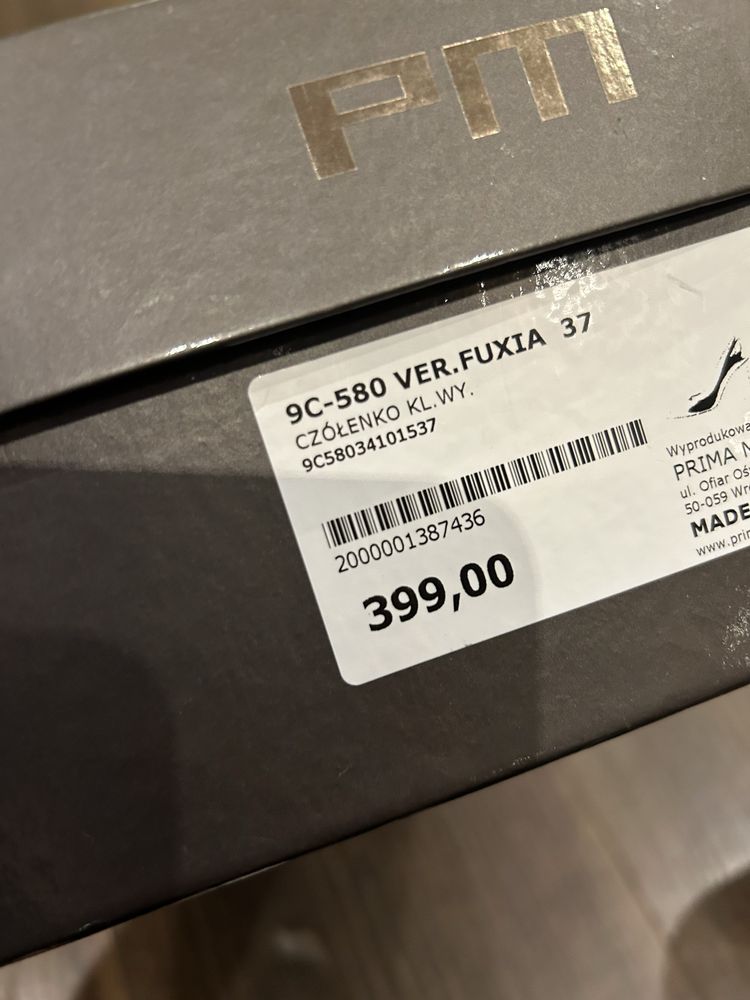 PM
9C-580 VER.FUXIA 37
CZÓŁENKO KL.WY.
9C58034101537
2000001387436
399,00
Wyprodukowa
PRIMA
ul. Ofiar Oś
50-059 Wr
MADE
www.pri